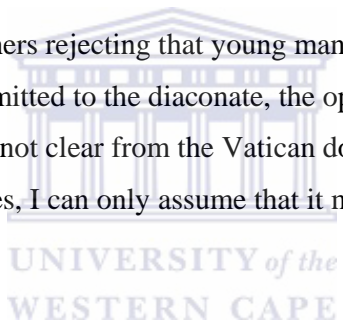 ners rejecting that young man
mitted to the diaconate, the op
not clear from the Vatican do
es, I can only assume that it n
UNIVERSITY of the
WESTERN CAPE